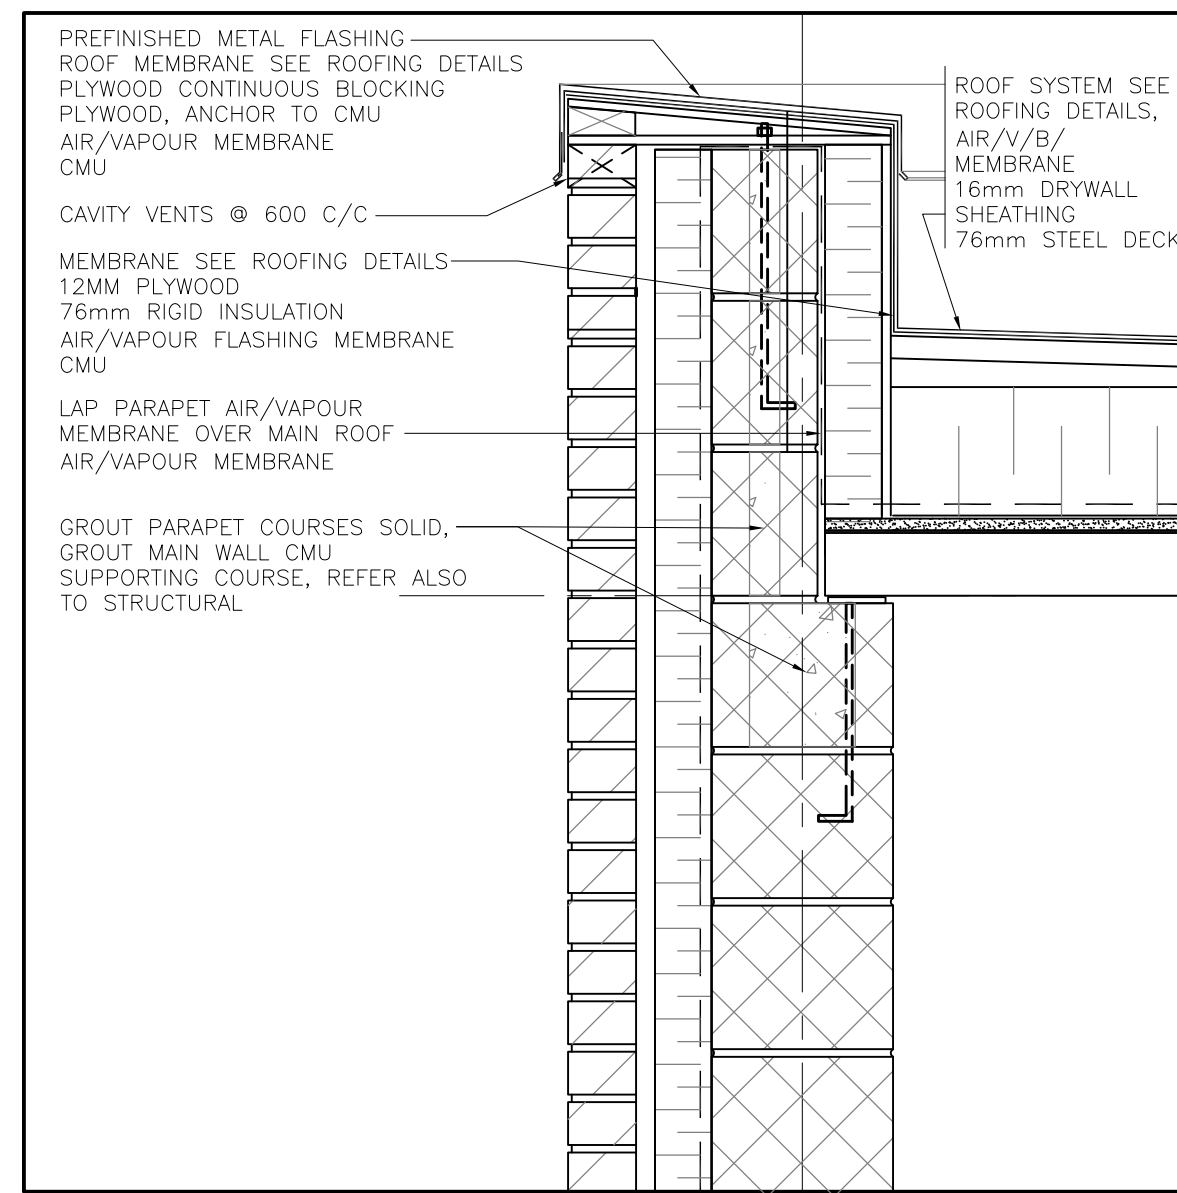 PREFINISHED METAL FLASHING
ROOF MEMBRANE SEE ROOFING DETAILS
PLYWOOD CONTINUOUS BLOCKING
PLYWOOD, ANCHOR TO CMU
AIR/VAPOUR MEMBRANE
CMU
CAVITY VENTS @ 600 C/C
MEMBRANE SEE ROOFING DETAILS
12MM PLYWOOD
76mm RIGID INSULATION
AIR/VAPOUR FLASHING MEMBRANE
CMU
LAP PARAPET AIR/VAPOUR
MEMBRANE OVER MAIN ROOF
AIR/VAPOUR MEMBRANE
GROUT PARAPET COURSES SOLID,
GROUT MAIN WALL CMU
SUPPORTING COURSE, REFER ALSO
TO STRUCTURAL
ROOF SYSTEM SEE
ROOFING DETAILS,
AIR/V/B/
MEMBRANE
16mm DRYWALL
SHEATHING
76mm STEEL DECK